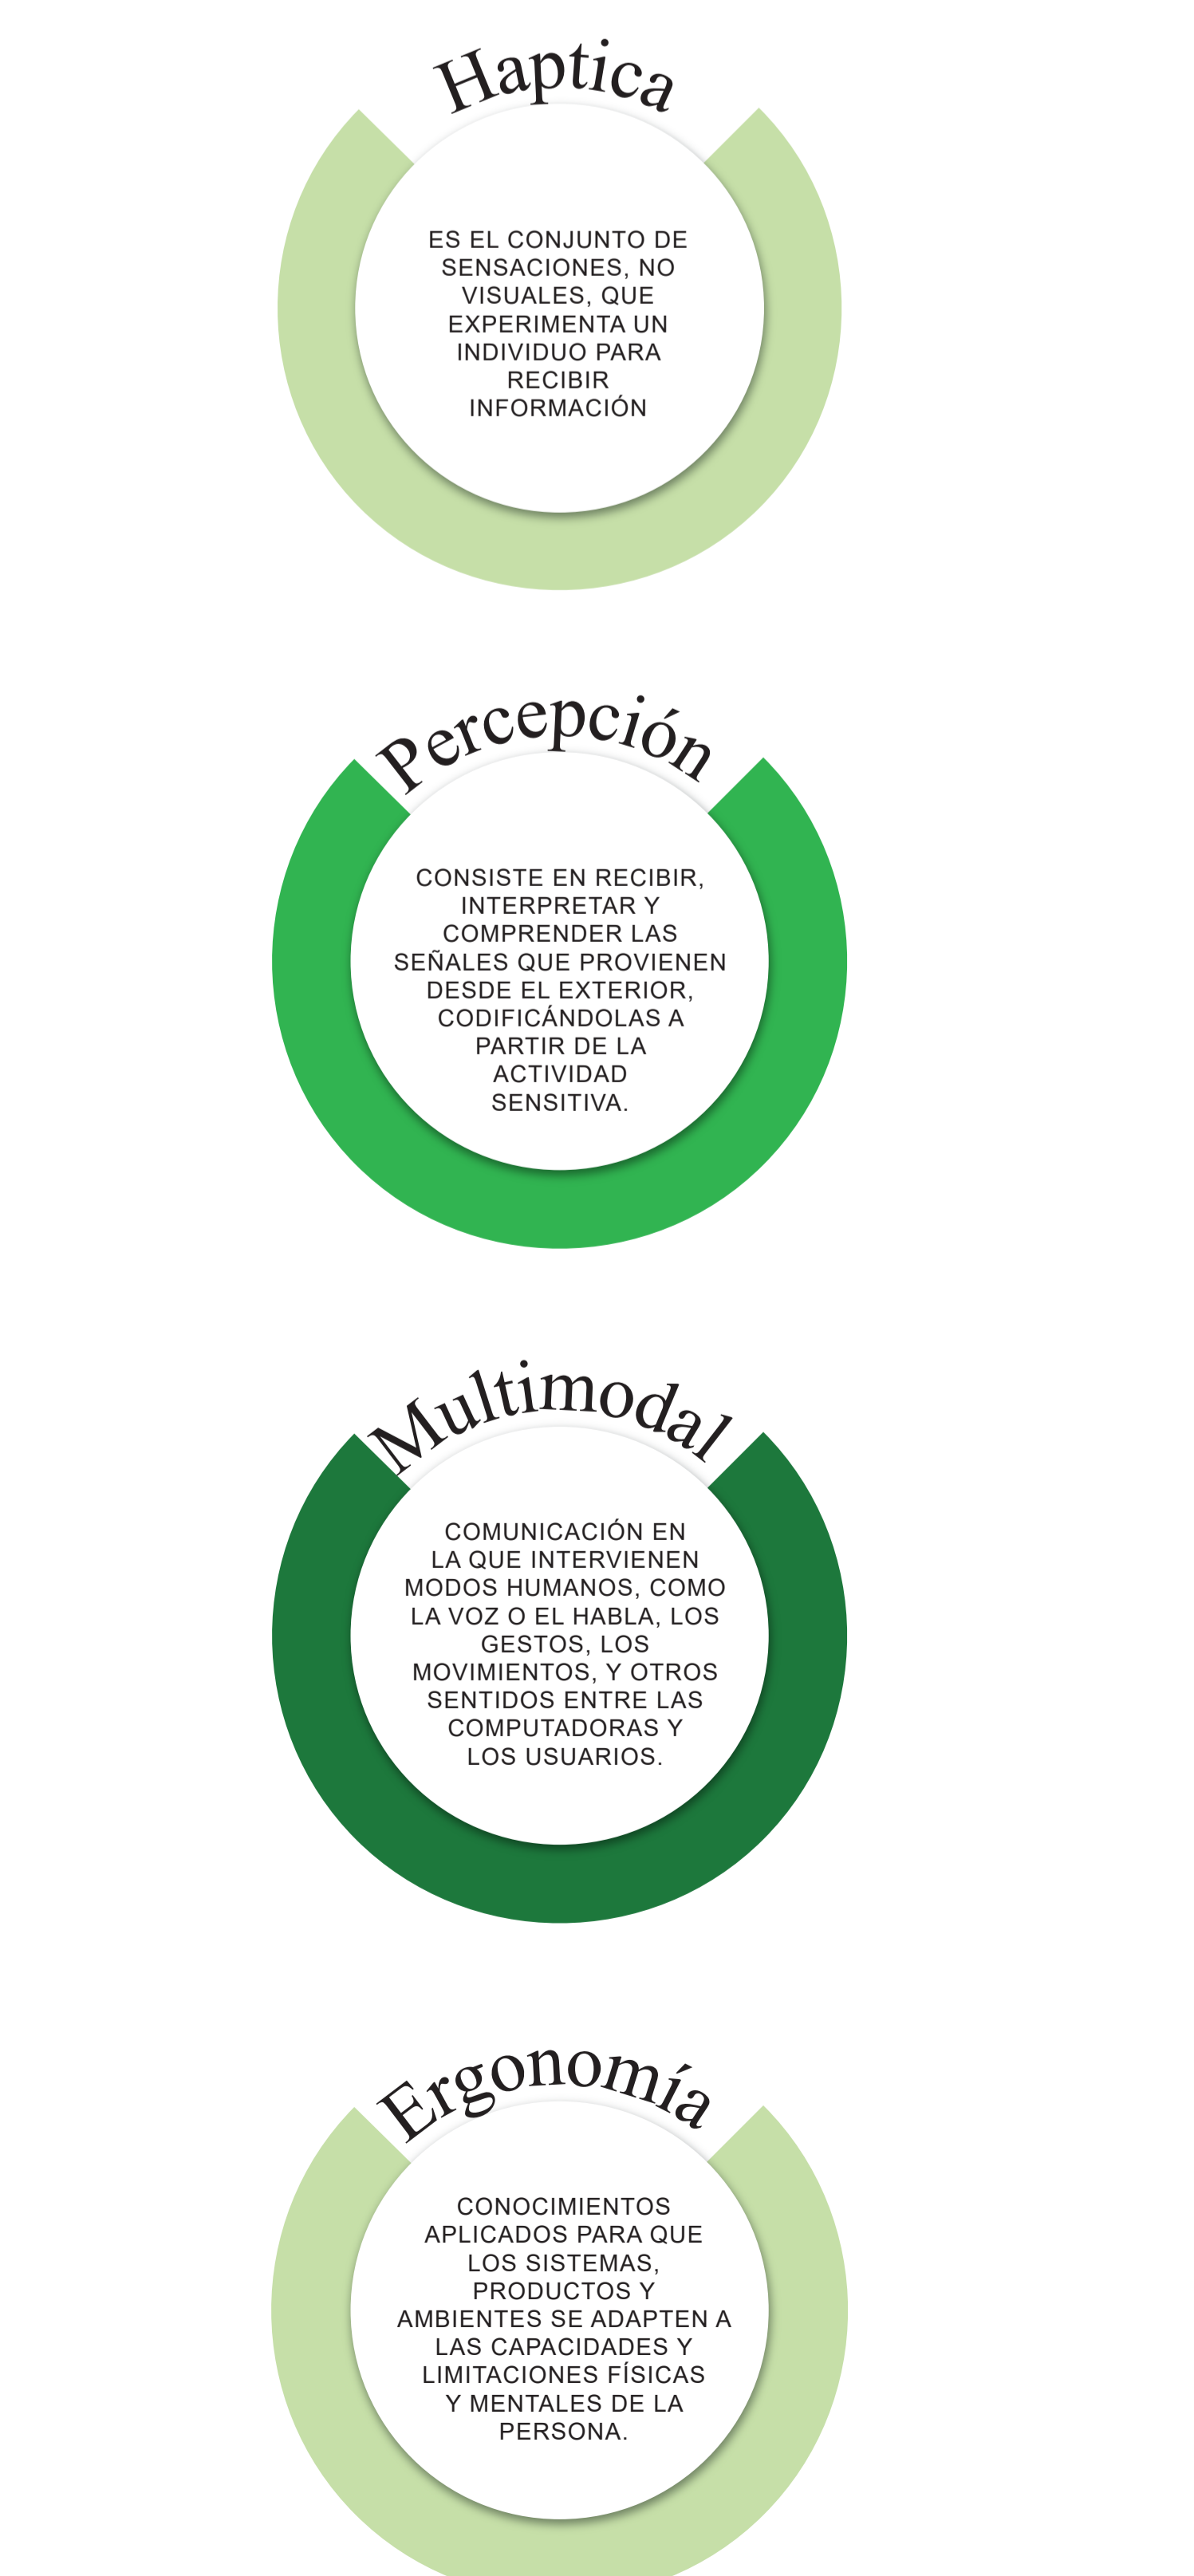 Haptica
ES EL CONJUNTO DE
SENSACIONES, NO
VISUALES, QUE
EXPERIMENTA UN
INDIVIDUO PARA
RECIBIR
INFORMACIÓN
Percepción
CONSISTE EN RECIBIR,
INTERPRETAR Y
COMPRENDER LAS
SEÑALES QUE PROVIENEN
DESDE EL EXTERIOR,
CODIFICÁNDOLAS A
PARTIR DE LA
ACTIVIDAD
SENSITIVA.
Multimodal
COMUNICACIÓN EN
LA QUE INTERVIENEN
MODOS HUMANOS, COMO
LA VOZ O EL HABLA, LOS
GESTOS, LOS
MOVIMIENTOS, Y OTROS
SENTIDOS ENTRE LAS
COMPUTADORAS Y
LOS USUARIOS.
Ergonomía
CONOCIMIENTOS
APLICADOS PARA QUE
LOS SISTEMAS,
PRODUCTOS Y
AMBIENTES SE ADAPTEN A
LAS CAPACIDADES Y
LIMITACIONES FÍSICAS
Y MENTALES DE LA
PERSONA.